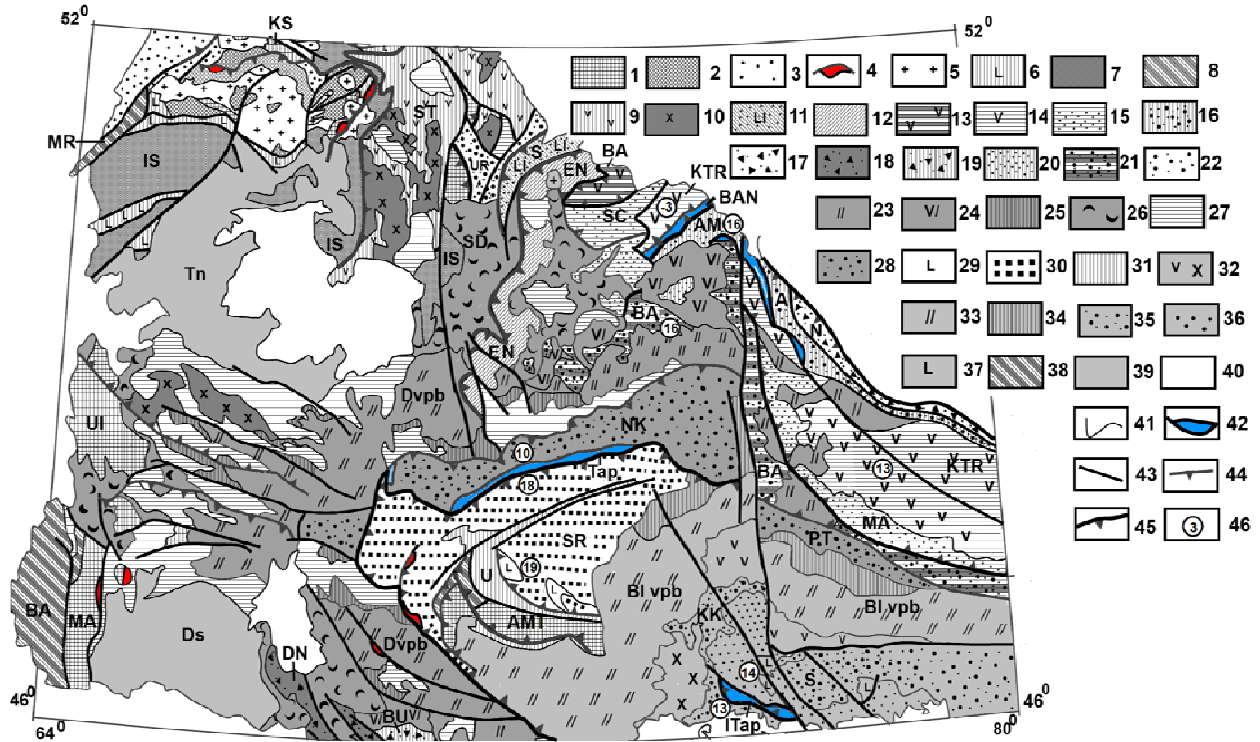 52⁰
KS
52⁰
1 2 3 4 5 6 7 8
9 10 11 12 13 14 15 16
17 18 19 20 21 22
23 24 25 26 27
28 29 30 31 32
33 34 35 36
37 38 39 40
41 42
43 44
45 46
MR
IS
ST
UR
S
EN
BA
KTR
SC
3
BAN
AM
16
IS
SD
IS
Tn
A
N
BA
16
EN
Dvpb
UI
NK
10
18
Tap
BA
13
KTR
MA
PT
SR
U
19
BA
MA
Ds
Bl vpb
Bl vpb
KK
AMT
DN
Dvpb
14
S
BU
13
ITap
46⁰
64⁰
46⁰
80⁰